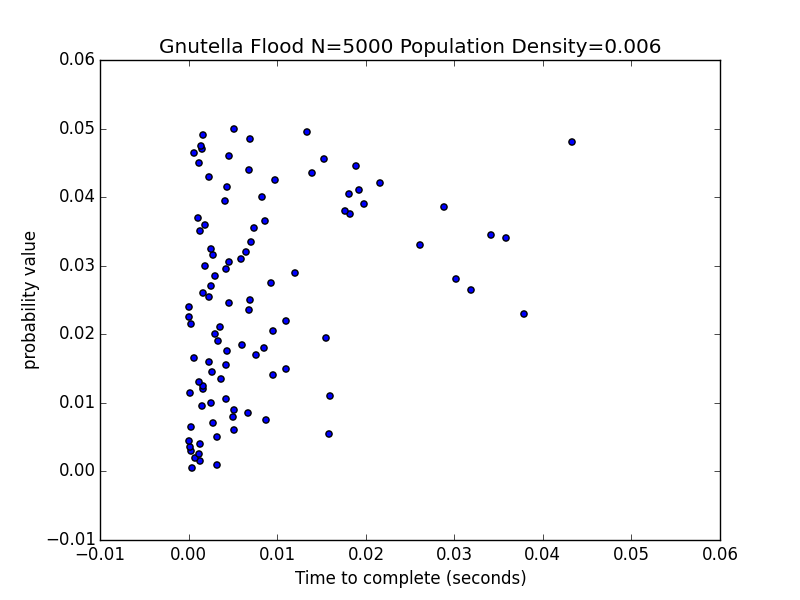 Gnutella Flood N=5000 Population Density=0.006
0.06
0.05
0.04
0.03
0.02
0.01
0.00
−0.01
−0.01 0.00 0.01 0.02 0.03 0.04 0.05 0.06
probability value
Time to complete (seconds)